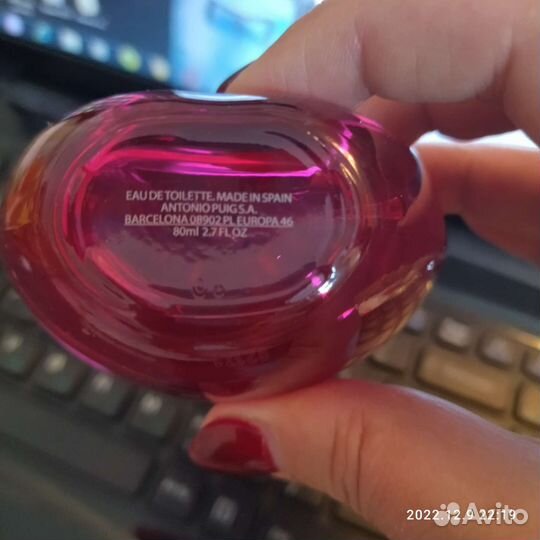 EAU DE TOILETTE. MADE IN SPAIN
ANTONIO PUIG S.A.
BARCELONA 08902 PL EUROPA 46
80ml 2.7 FL OZ
2022.12.9 22:19
Avito